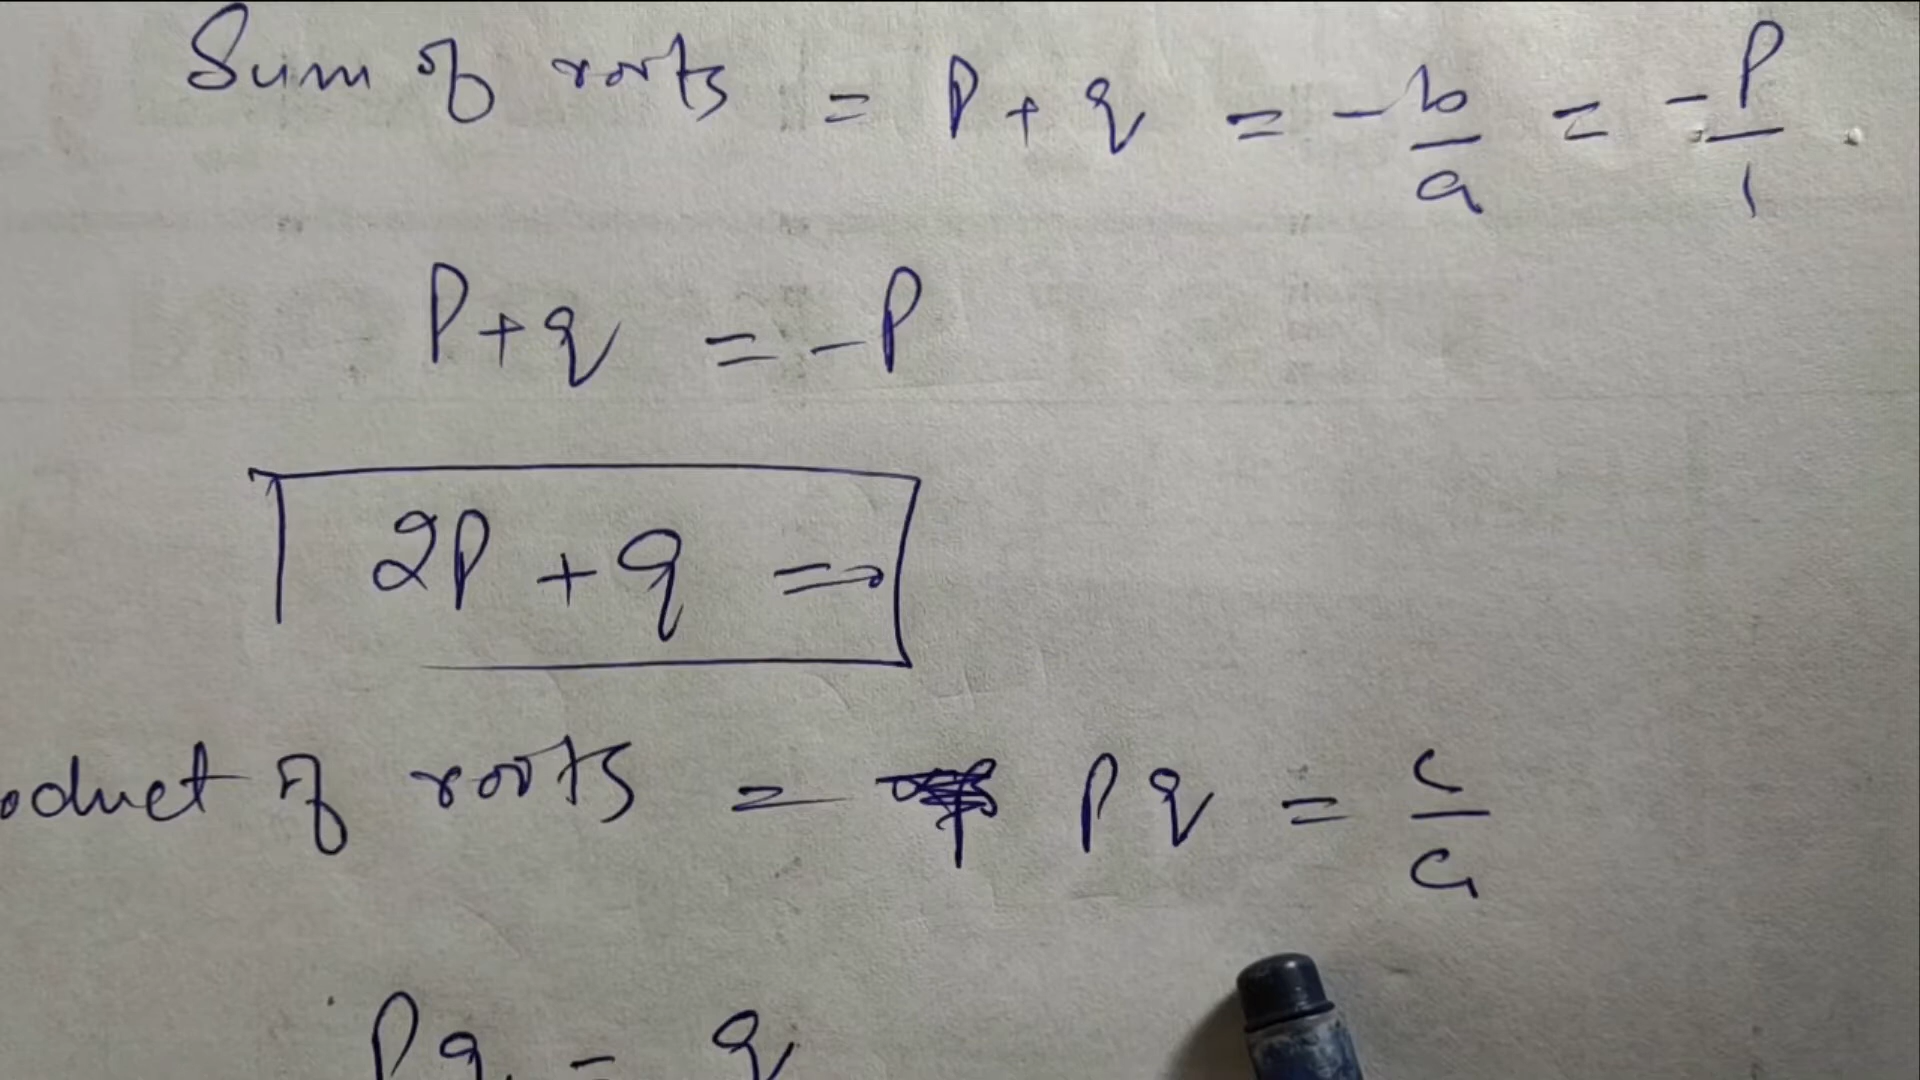 Sum of roots = P + q = - b/a = - P/1 .
P + q = - P
2P + q = 0
oduct of roots = Pq = c/a
Pq = q